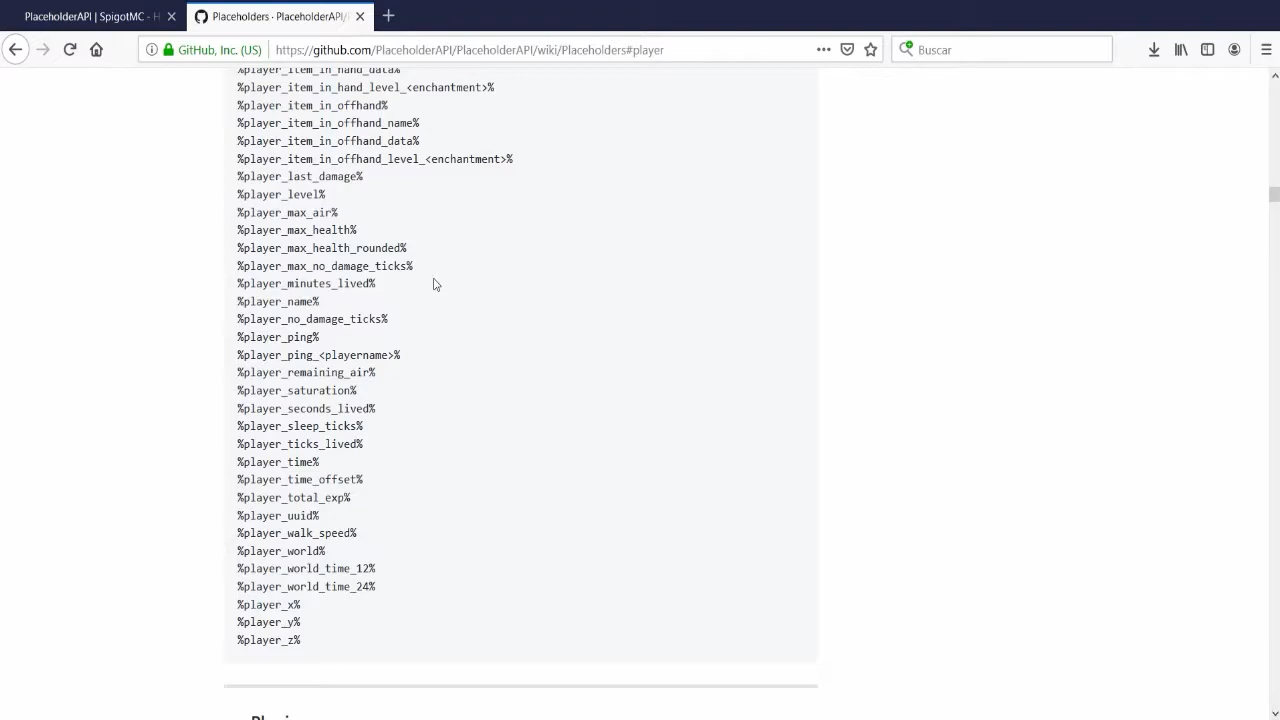 PlaceholderAPI | SpigotMC - H
Placeholders · PlaceholderAPI/
GitHub, Inc. (US)
https://github.com/PlaceholderAPI/PlaceholderAPI/wiki/Placeholders#player
Buscar
%player_item_in_hand_data%
%player_item_in_hand_level_<enchantment>%
%player_item_in_offhand%
%player_item_in_offhand_name%
%player_item_in_offhand_data%
%player_item_in_offhand_level_<enchantment>%
%player_last_damage%
%player_level%
%player_max_air%
%player_max_health%
%player_max_health_rounded%
%player_max_no_damage_ticks%
%player_minutes_lived%
%player_name%
%player_no_damage_ticks%
%player_ping%
%player_ping_<playername>%
%player_remaining_air%
%player_saturation%
%player_seconds_lived%
%player_sleep_ticks%
%player_ticks_lived%
%player_time%
%player_time_offset%
%player_total_exp%
%player_uuid%
%player_walk_speed%
%player_world%
%player_world_time_12%
%player_world_time_24%
%player_x%
%player_y%
%player_z%